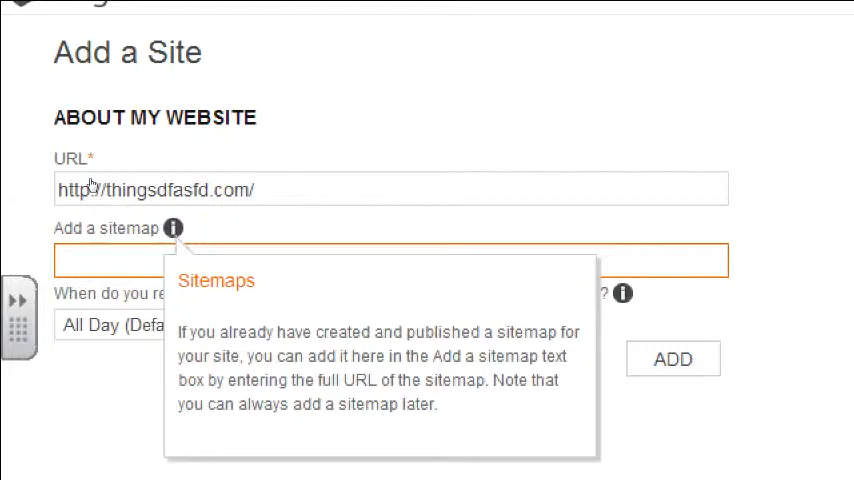 Add a Site
ABOUT MY WEBSITE
URL*
http://thingsdfasfd.com/
Add a sitemap
Sitemaps
When do you re
?
All Day (Defa
If you already have created and published a sitemap for
your site, you can add it here in the Add a sitemap text
box by entering the full URL of the sitemap. Note that
you can always add a sitemap later.
ADD